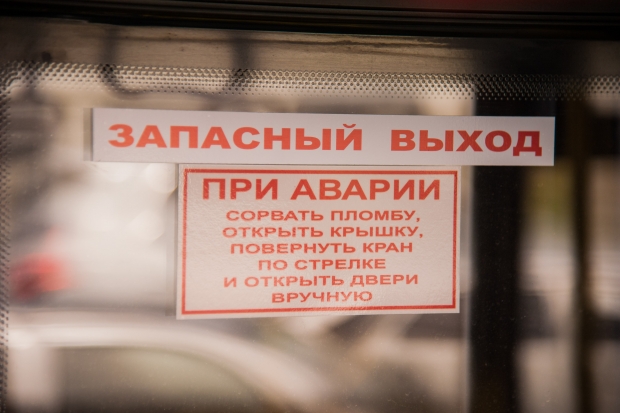 ЗАПАСНЫЙ ВЫХОД
ПРИ АВАРИИ
СОРВАТЬ ПЛОМБУ,
ОТКРЫТЬ КРЫШКУ,
ПОВЕРНУТЬ КРАН
ПО СТРЕЛКЕ
И ОТКРЫТЬ ДВЕРИ
ВРУЧНУЮ